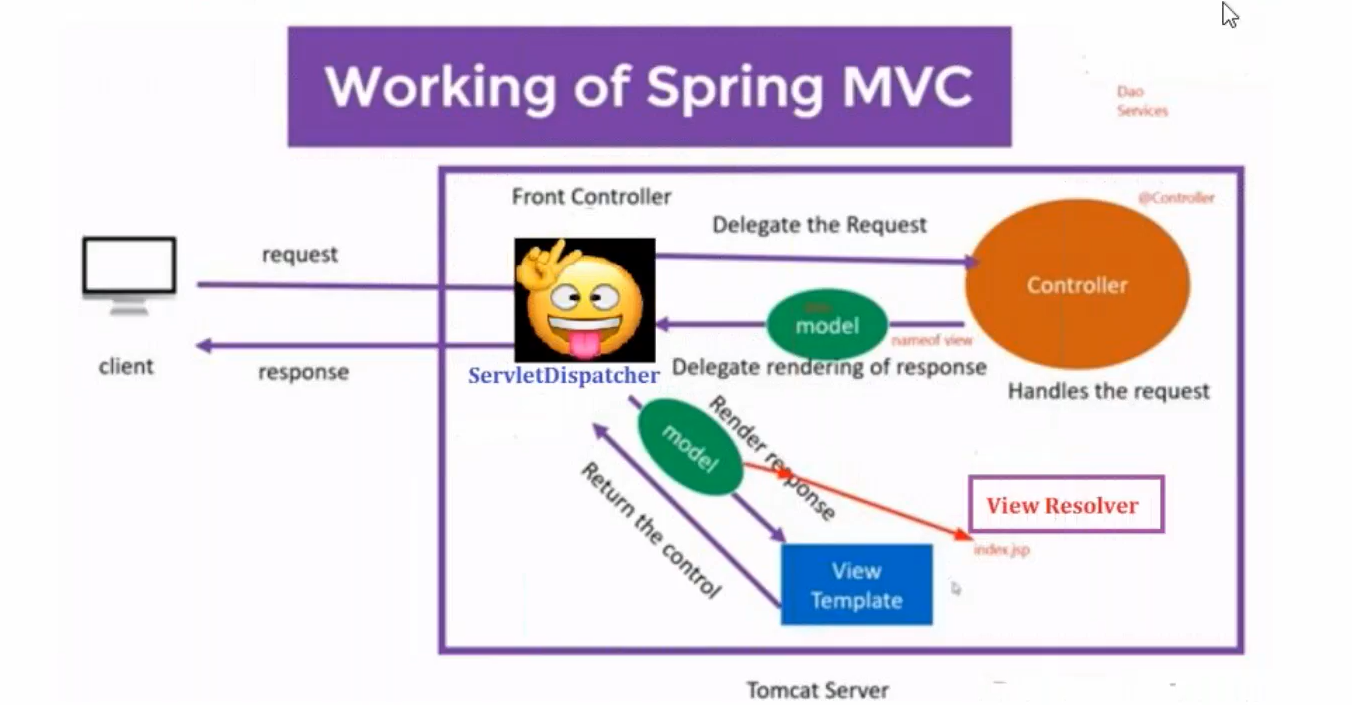 Working of Spring MVC
Dao
Services
Front Controller
@Controller
Delegate the Request
request
Controller
model
nameof view
client
response
ServletDispatcher
Delegate rendering of response
Handles the request
model
Render response
Return the control
View Resolver
index.jsp
View
Template
Tomcat Server